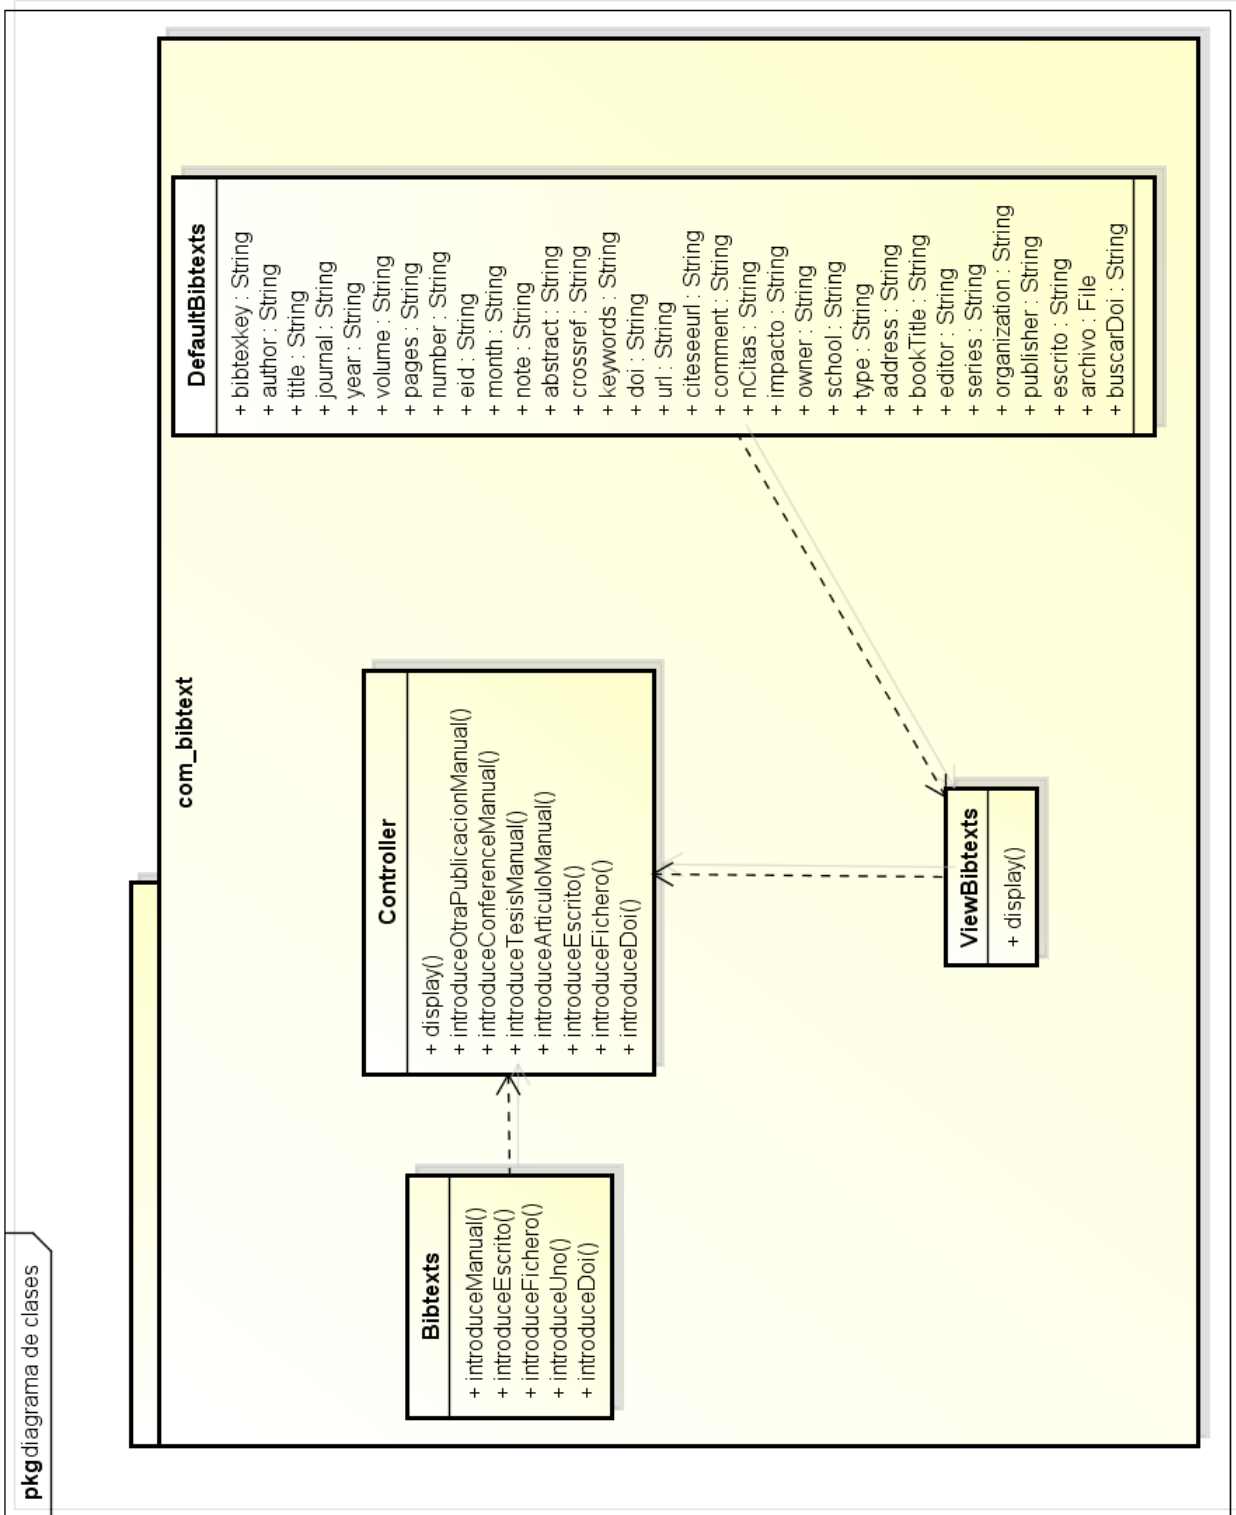 pkg diagrama de clases
com_bibtext
Bibtexts
+ introduceManual()
+ introduceEscrito()
+ introduceFichero()
+ introduceUno()
+ introduceDoi()
Controller
+ display()
+ introduceOtraPublicacionManual()
+ introduceConferenceManual()
+ introduceTesisManual()
+ introduceArticuloManual()
+ introduceEscrito()
+ introduceFichero()
+ introduceDoi()
DefaultBibtexts
+ bibtexkey : String
+ author : String
+ title : String
+ journal : String
+ year : String
+ volume : String
+ pages : String
+ number : String
+ eid : String
+ month : String
+ note : String
+ abstract : String
+ crossref : String
+ keywords : String
+ doi : String
+ url : String
+ citeseeurl : String
+ comment : String
+ nCitas : String
+ impacto : String
+ owner : String
+ school : String
+ type : String
+ address : String
+ bookTitle : String
+ editor : String
+ series : String
+ organization : String
+ publisher : String
+ escrito : String
+ archivo : File
+ buscarDoi : String
ViewBibtexts
+ display()